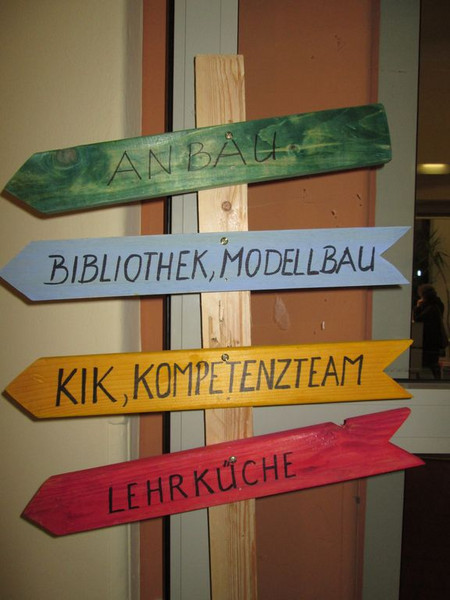 ANBAU
BIBLIOTHEK, MODELLBAU
KIK, KOMPETENZTEAM
LEHRKÜCHE